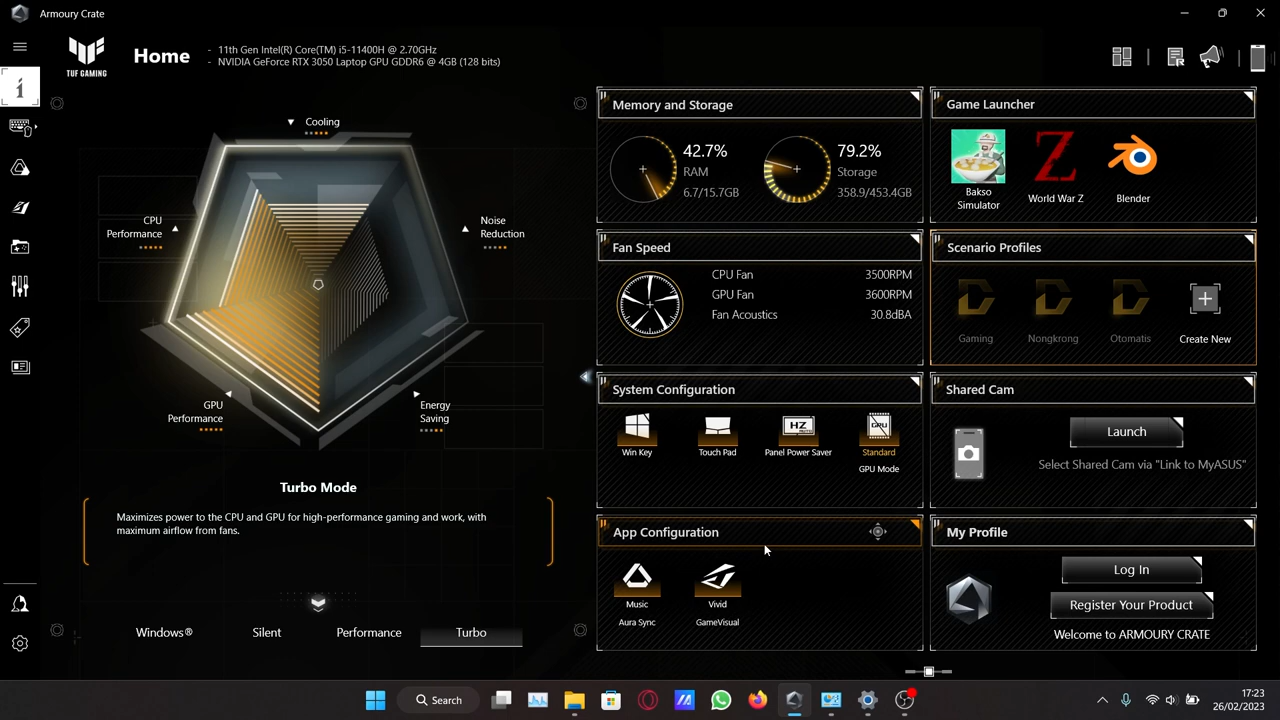 Armoury Crate
TUF GAMING
Home
- 11th Gen Intel(R) Core(TM) i5-11400H @ 2.70GHz
- NVIDIA GeForce RTX 3050 Laptop GPU GDDR6 @ 4GB (128 bits)
Cooling
CPU
Performance
Noise
Reduction
GPU
Performance
Energy
Saving
Turbo Mode
Maximizes power to the CPU and GPU for high-performance gaming and work, with
maximum airflow from fans.
Windows®
Silent
Performance
Turbo
Memory and Storage
42.7%
RAM
6.7/15.7GB
79.2%
Storage
358.9/453.4GB
Game Launcher
Bakso
Simulator
World War Z
Blender
Fan Speed
CPU Fan 3500RPM
GPU Fan 3600RPM
Fan Acoustics 30.8dBA
Scenario Profiles
Gaming
Nongkrong
Otomatis
Create New
System Configuration
Win Key
Touch Pad
HZ
AUTO
Panel Power Saver
GPU
Standard
GPU Mode
Shared Cam
Launch
Select Shared Cam via "Link to MyASUS"
App Configuration
Music
Aura Sync
Vivid
GameVisual
My Profile
Log In
Register Your Product
Welcome to ARMOURY CRATE
Search
17:23
26/02/2023